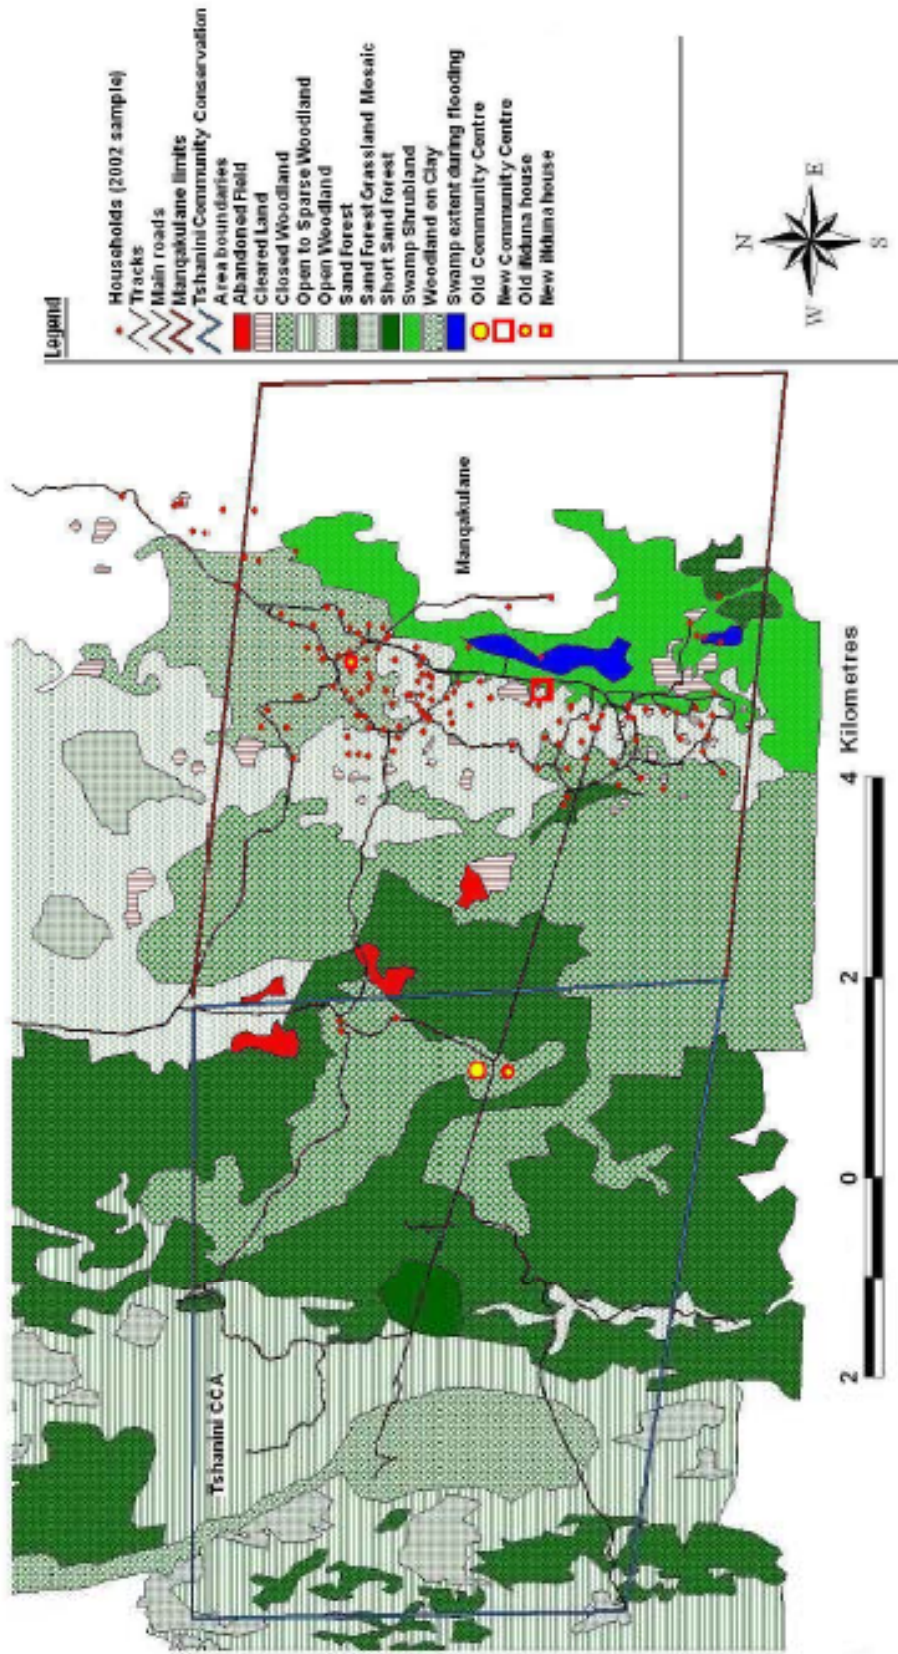 Legend
Households (2002 sample)
Tracks
Main roads
Manqakulane limits
Tshanini Community Conservation
Area boundaries
Abandoned Field
Cleared Land
Closed Woodland
Open to Sparse Woodland
Open Woodland
Sand Forest
Sand Forest Grassland Mosaic
Short Sand Forest
Swamp Shrubland
Woodland on Clay
Swamp extent during flooding
Old Community Centre
New Community Centre
Old iNduna house
New iNduna house
N
W
E
S
Manqakulane
Tshanini CCA
2
0
2
4
Kilometres